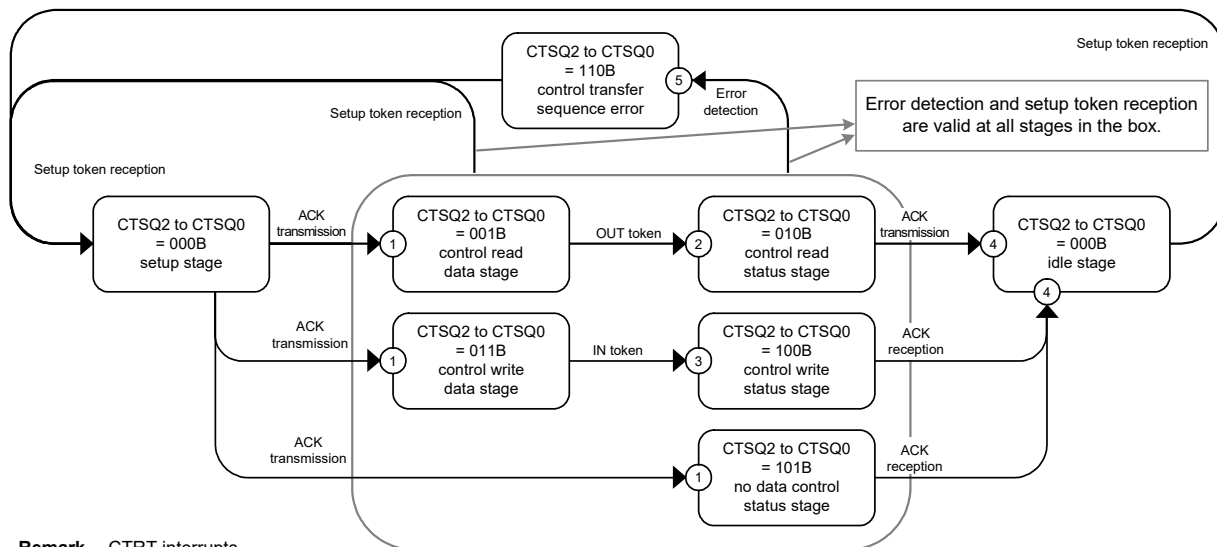 Setup token reception
CTSQ2 to CTSQ0
= 110B
control transfer
sequence error
5
Error
detection
Setup token reception
Error detection and setup token reception
are valid at all stages in the box.
Setup token reception
CTSQ2 to CTSQ0
= 000B
setup stage
ACK
transmission
1
CTSQ2 to CTSQ0
= 001B
control read
data stage
OUT token
2
CTSQ2 to CTSQ0
= 010B
control read
status stage
ACK
transmission
4
CTSQ2 to CTSQ0
= 000B
idle stage
4
ACK
transmission
1
CTSQ2 to CTSQ0
= 011B
control write
data stage
IN token
3
CTSQ2 to CTSQ0
= 100B
control write
status stage
ACK
reception
ACK
transmission
1
CTSQ2 to CTSQ0
= 101B
no data control
status stage
ACK
reception
Remark CTRT interrupts